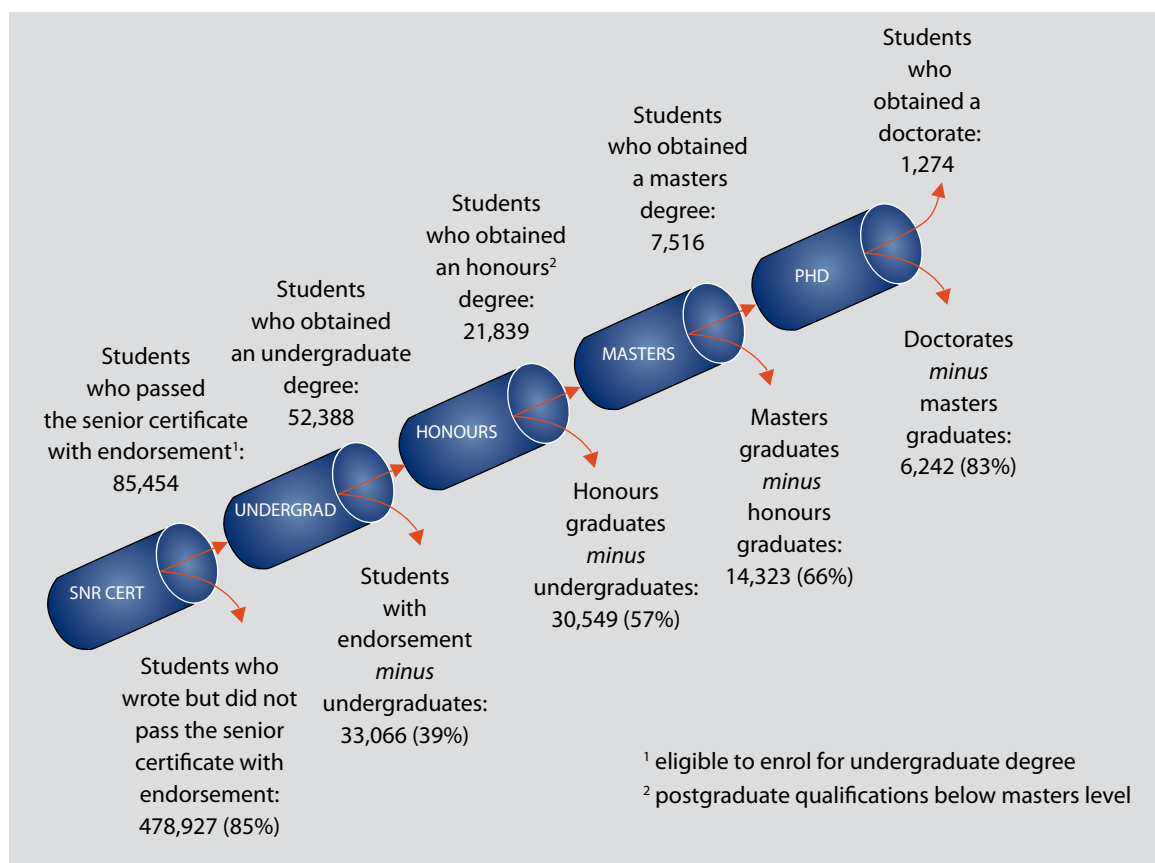 Students
who passed
the senior certificate
with endorsement¹:
85,454
Students
who obtained
an undergraduate
degree:
52,388
Students
who obtained
an honours²
degree:
21,839
Students
who obtained
a masters
degree:
7,516
Students
who
obtained a
doctorate:
1,274
SNR CERT
UNDERGRAD
HONOURS
MASTERS
PHD
Students who
wrote but did not
pass the senior
certificate with
endorsement:
478,927 (85%)
Students
with
endorsement
minus
undergraduates:
33,066 (39%)
Honours
graduates
minus
undergraduates:
30,549 (57%)
Masters
graduates
minus
honours
graduates:
14,323 (66%)
Doctorates
minus
masters
graduates:
6,242 (83%)
¹ eligible to enrol for undergraduate degree
² postgraduate qualifications below masters level